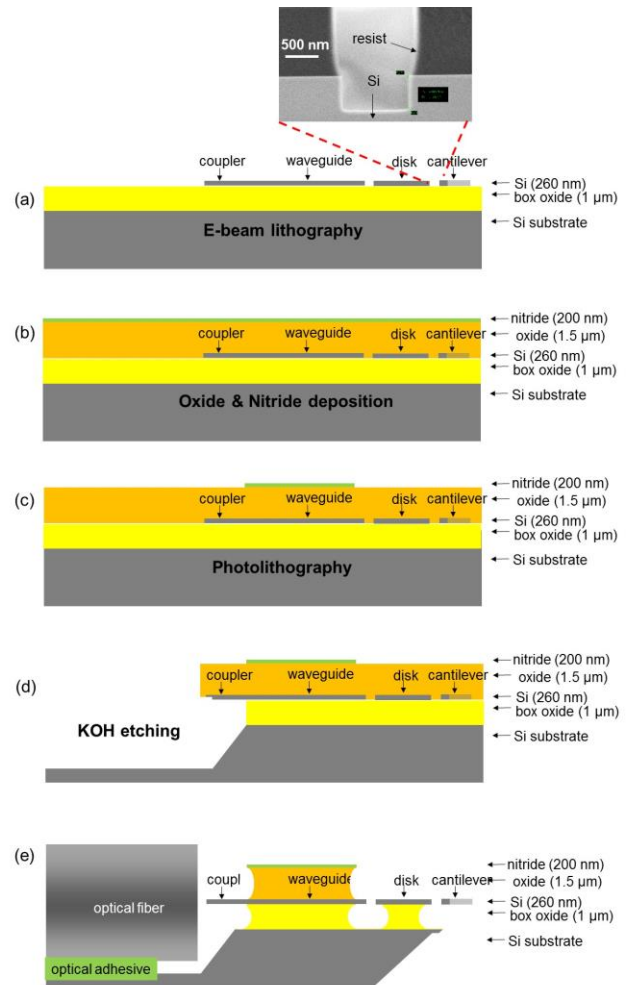 500 nm
resist
Si
coupler waveguide disk cantilever
Si (260 nm)
(a)
box oxide (1 µm)
Si substrate
E-beam lithography
nitride (200 nm)
(b)
coupler waveguide disk cantilever
oxide (1.5 µm)
Si (260 nm)
box oxide (1 µm)
Si substrate
Oxide & Nitride deposition
nitride (200 nm)
(c)
coupler waveguide disk cantilever
oxide (1.5 µm)
Si (260 nm)
box oxide (1 µm)
Si substrate
Photolithography
nitride (200 nm)
(d)
coupler waveguide disk cantilever
oxide (1.5 µm)
Si (260 nm)
box oxide (1 µm)
KOH etching
Si substrate
(e)
nitride (200 nm)
coupl waveguide disk cantilever
oxide (1.5 µm)
Si (260 nm)
optical fiber
box oxide (1 µm)
Si substrate
optical adhesive